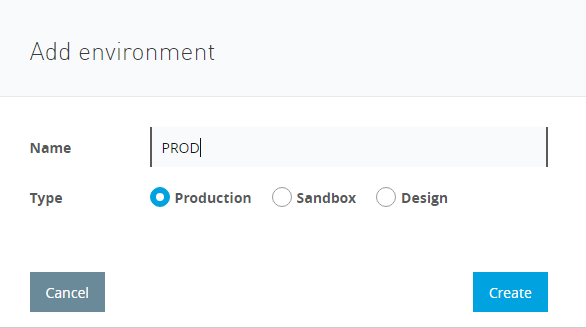 Add environment
Name PROD
Type Production Sandbox Design
Cancel Create